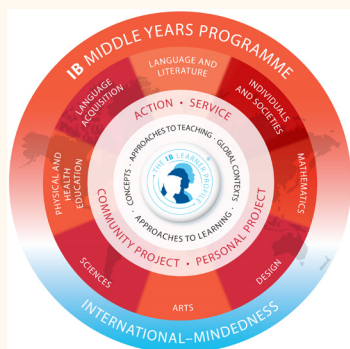 IB MIDDLE YEARS PROGRAMME
LANGUAGE AND
LITERATURE
INDIVIDUALS
AND SOCIETIES
MATHEMATICS
DESIGN
ARTS
SCIENCES
PHYSICAL AND
HEALTH
EDUCATION
LANGUAGE
ACQUISITION
ACTION • SERVICE
COMMUNITY PROJECT • PERSONAL PROJECT
APPROACHES TO TEACHING
GLOBAL CONTEXTS
APPROACHES TO LEARNING
CONCEPTS
THE IB LEARNER PROFILE
INTERNATIONAL–MINDEDNESS